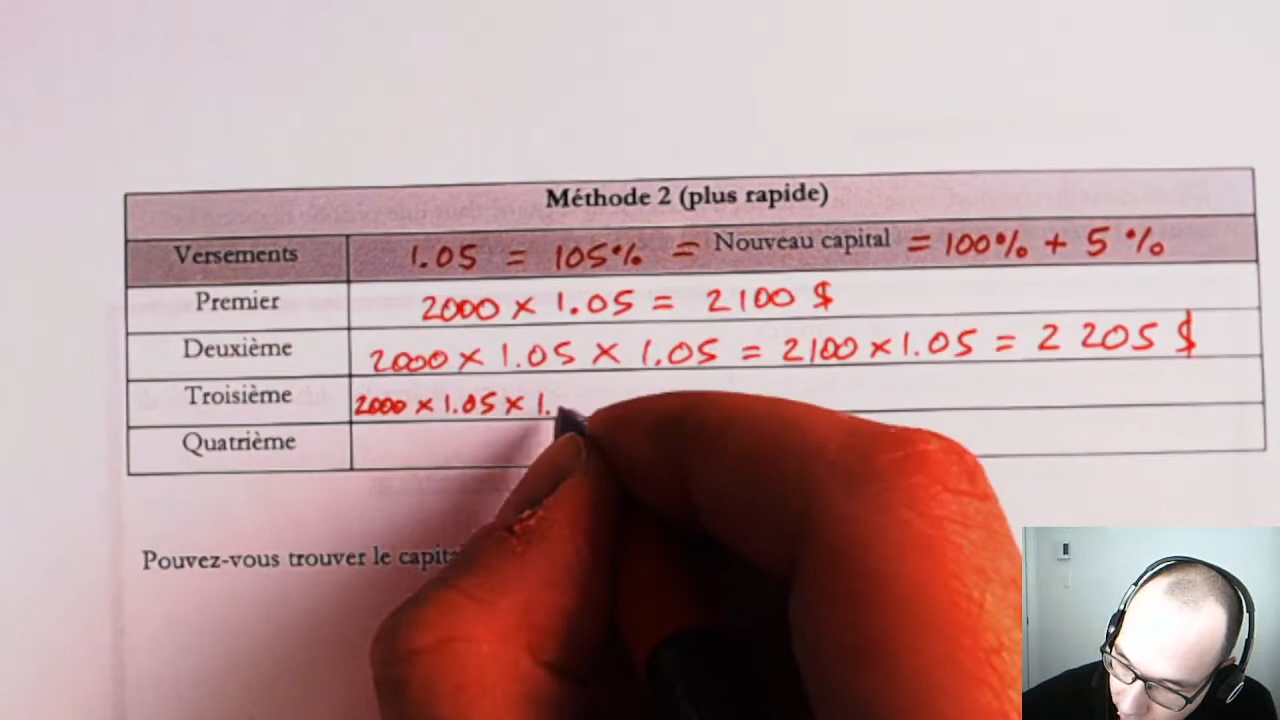 Méthode 2 (plus rapide)
Versements 1.05 = 105% = Nouveau capital = 100% + 5%
Premier 2000 × 1.05 = 2100 $
Deuxième 2000 × 1.05 × 1.05 = 2100 × 1.05 = 2 205 $
Troisième 2000 × 1.05 × 1.
Quatrième
Pouvez-vous trouver le